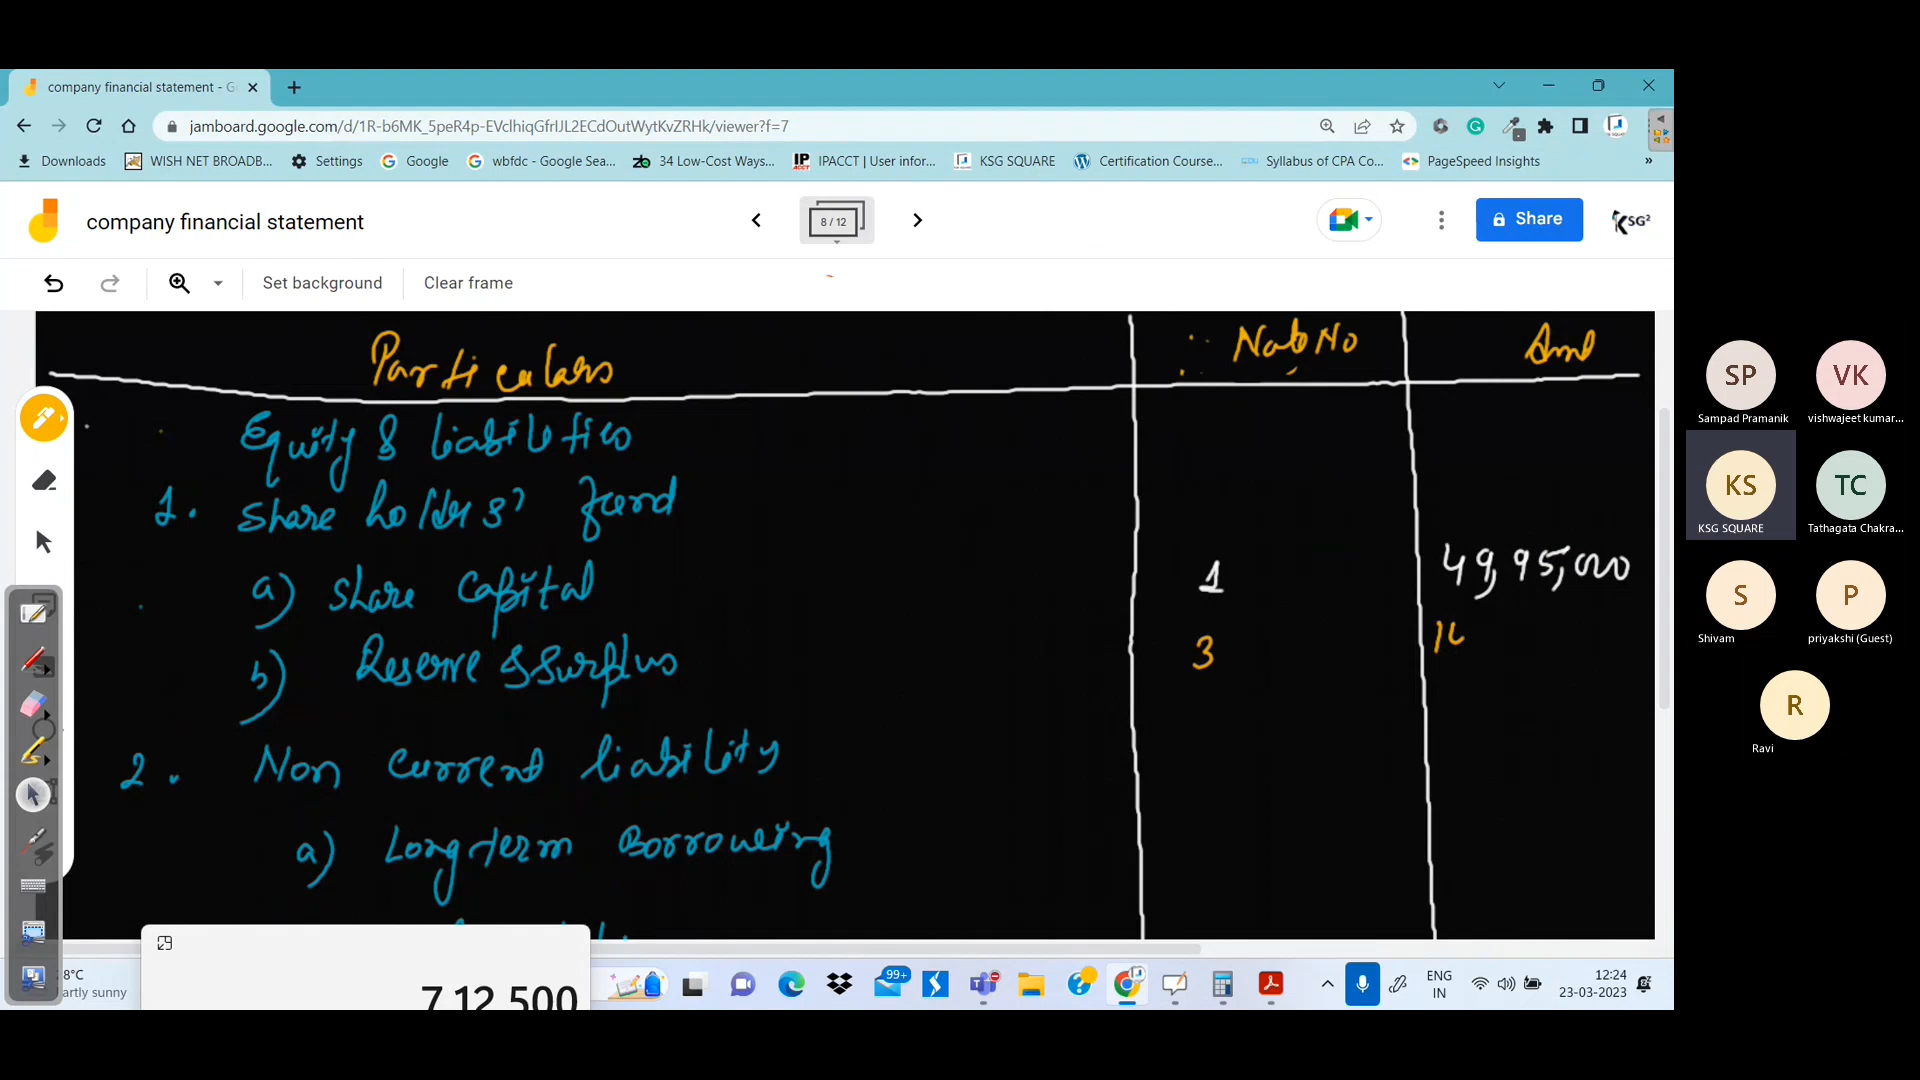 company financial statement - G
jamboard.google.com/d/1R-b6MK_5peR4p-EVclhiqGfrIJL2ECdOutWytKvZRHk/viewer?f=7
Downloads WISH NET BROADB... Settings Google wbfdc - Google Sea... 34 Low-Cost Ways... IPACCT | User infor... KSG SQUARE Certification Course... Syllabus of CPA Co... PageSpeed Insights »
company financial statement
8 / 12
Share
KSG²
Set background Clear frame
Particulars Note No Amt
Equity & liabilities
1. Share holders' fund
a) Share Capital 1 49,95,000
b) Reserve & Surplus 3
2. Non current liability
a) Long term Borrowing
7,12,500
8°C
artly sunny
99+
ENG
IN
12:24
23-03-2023
SP
Sampad Pramanik
VK
vishwajeet kumar...
KS
KSG SQUARE
TC
Tathagata Chakra...
S
Shivam
P
priyakshi (Guest)
R
Ravi